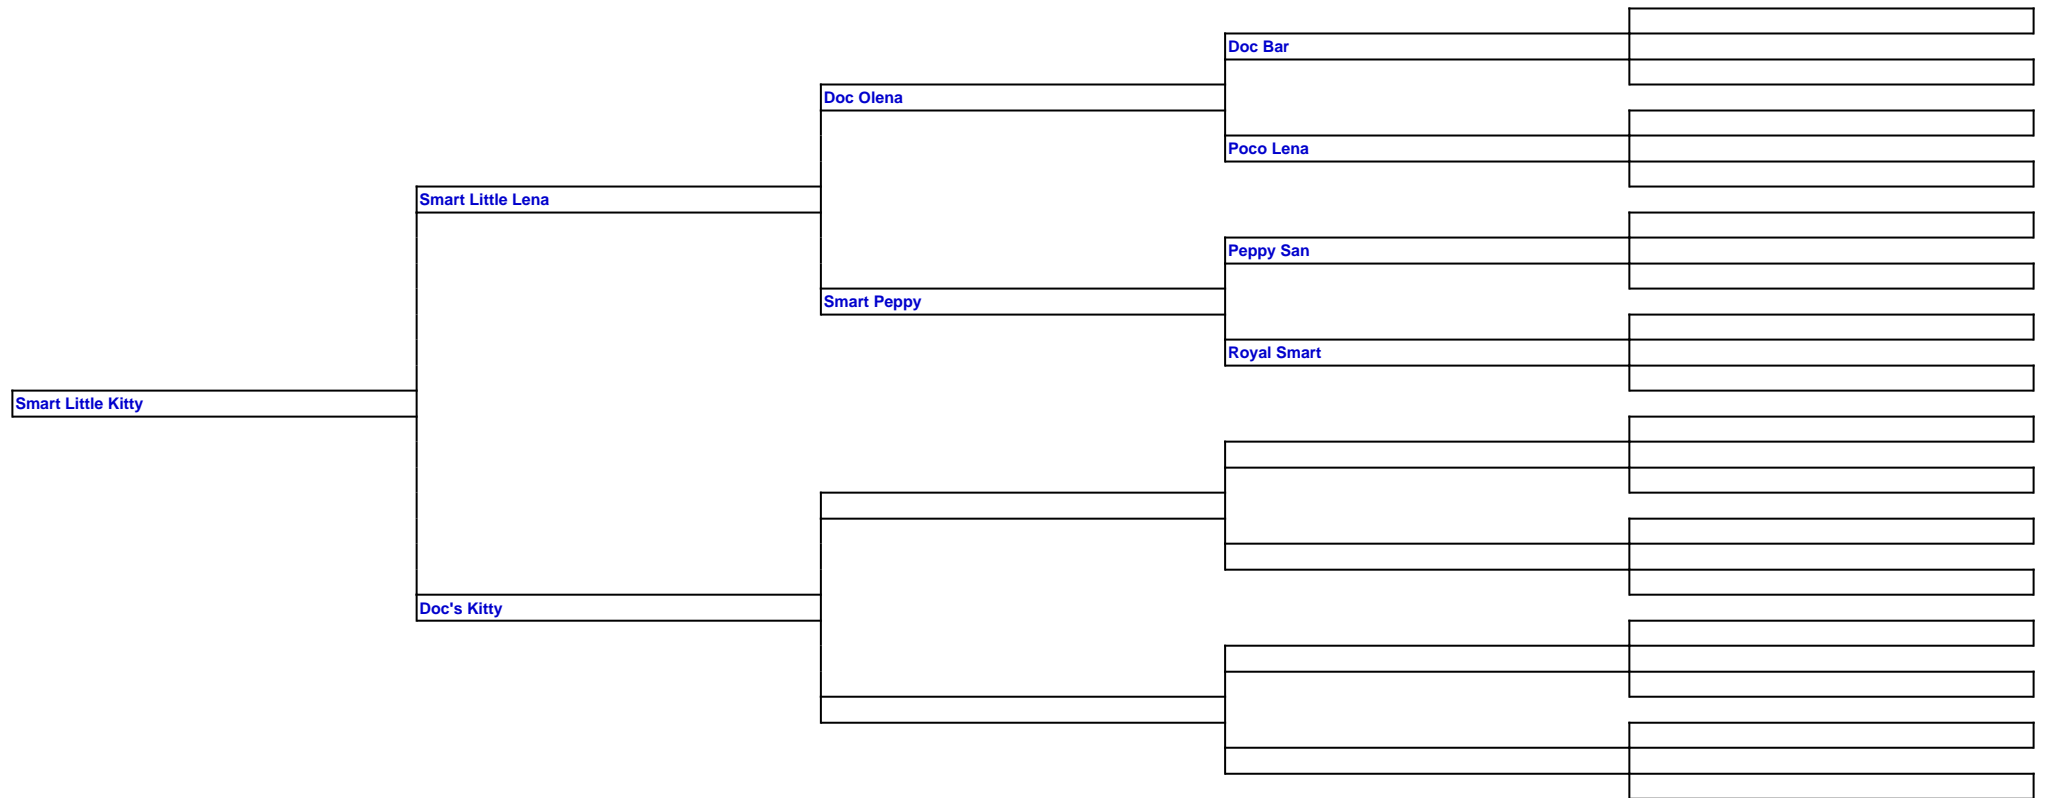 Doc Bar
Doc Olena
Poco Lena
Smart Little Lena
Peppy San
Smart Peppy
Royal Smart
Smart Little Kitty
Doc's Kitty